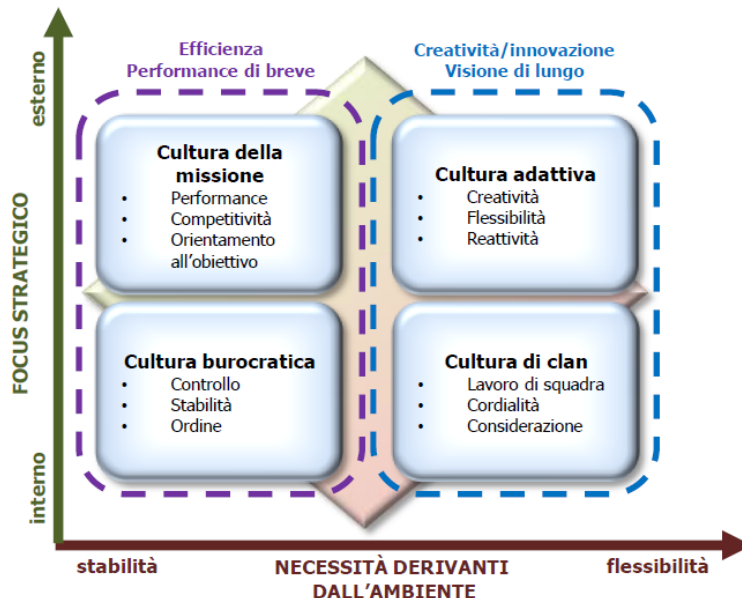 Efficienza
Performance di breve
Creatività/innovazione
Visione di lungo
esterno
FOCUS STRATEGICO
interno
Cultura della
missione
• Performance
• Competitività
• Orientamento
all'obiettivo
Cultura adattiva
• Creatività
• Flessibilità
• Reattività
Cultura burocratica
• Controllo
• Stabilità
• Ordine
Cultura di clan
• Lavoro di squadra
• Cordialità
• Considerazione
stabilità
NECESSITÀ DERIVANTI
DALL'AMBIENTE
flessibilità